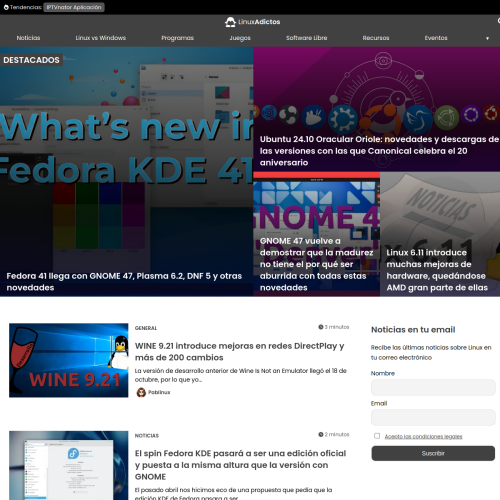 Tendencias: IPTVnator Aplicación
LinuxAdictos
Noticias Linux vs Windows Programas Juegos Software Libre Recursos Eventos
DESTACADOS
What's new in
Fedora KDE 41
Fedora 41 llega con GNOME 47, Plasma 6.2, DNF 5 y otras
novedades
Ubuntu 24.10 Oracular Oriole: novedades y descargas de
las versiones con las que Canonical celebra el 20
aniversario
GNOME 4
GNOME 47 vuelve a
demostrar que la madurez
no tiene el por qué ser
aburrida con todas estas
novedades
NOTICIAS
Linux 6.11 introduce
muchas mejoras de
hardware, quedándose
AMD gran parte de ellas
WINE 9.21
GENERAL 3 minutos
WINE 9.21 introduce mejoras en redes DirectPlay y
más de 200 cambios
La versión de desarrollo anterior de Wine Is Not an Emulator llegó el 18 de
octubre, por lo que yo...
Pablinux
NOTICIAS 2 minutos
El spin Fedora KDE pasará a ser una edición oficial
y puesta a la misma altura que la versión con
GNOME
El pasado abril nos hicimos eco de una propuesta que pedía que la
edición KDE de Fedora pasara a ser
Noticias en tu email
Recibe las últimas noticias sobre Linux en
tu correo electrónico
Nombre
Email
Acepto las condiciones legales
Suscribir